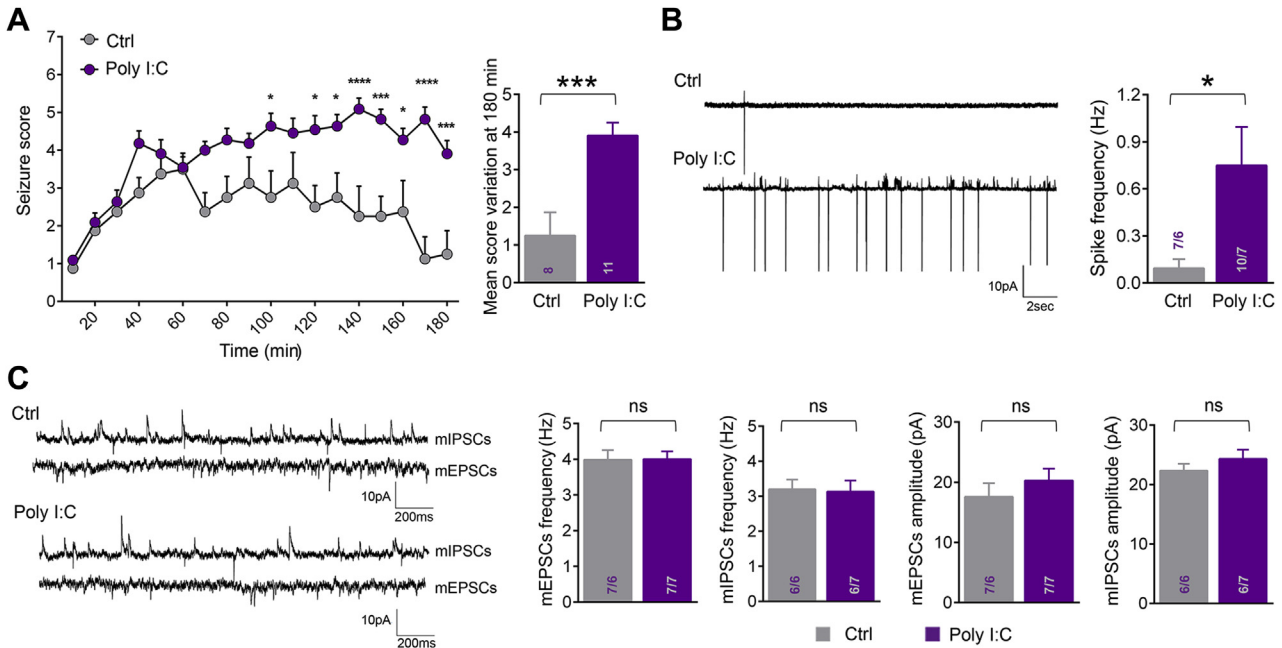 A
Ctrl
Poly I:C
Seizure score
7
6
5
4
3
2
1
0
20
40
60
80
100
120
140
160
180
Time (min)
*
*
*
****
***
*
****
***
Mean score variation at 180 min
5
4
3
2
1
0
***
8
11
Ctrl
Poly I:C
B
Ctrl
Poly I:C
10pA
2sec
Spike frequency (Hz)
1.2
0.9
0.6
0.3
0.0
*
7/6
10/7
Ctrl
Poly I:C
C
Ctrl
mIPSCs
mEPSCs
10pA
200ms
Poly I:C
mIPSCs
mEPSCs
10pA
200ms
mEPSCs frequency (Hz)
5
4
3
2
1
0
ns
7/6
7/7
mIPSCs frequency (Hz)
5
4
3
2
1
0
ns
6/6
6/7
mEPSCs amplitude (pA)
30
20
10
0
ns
7/6
7/7
mIPSCs amplitude (pA)
30
20
10
0
ns
6/6
6/7
Ctrl
Poly I:C